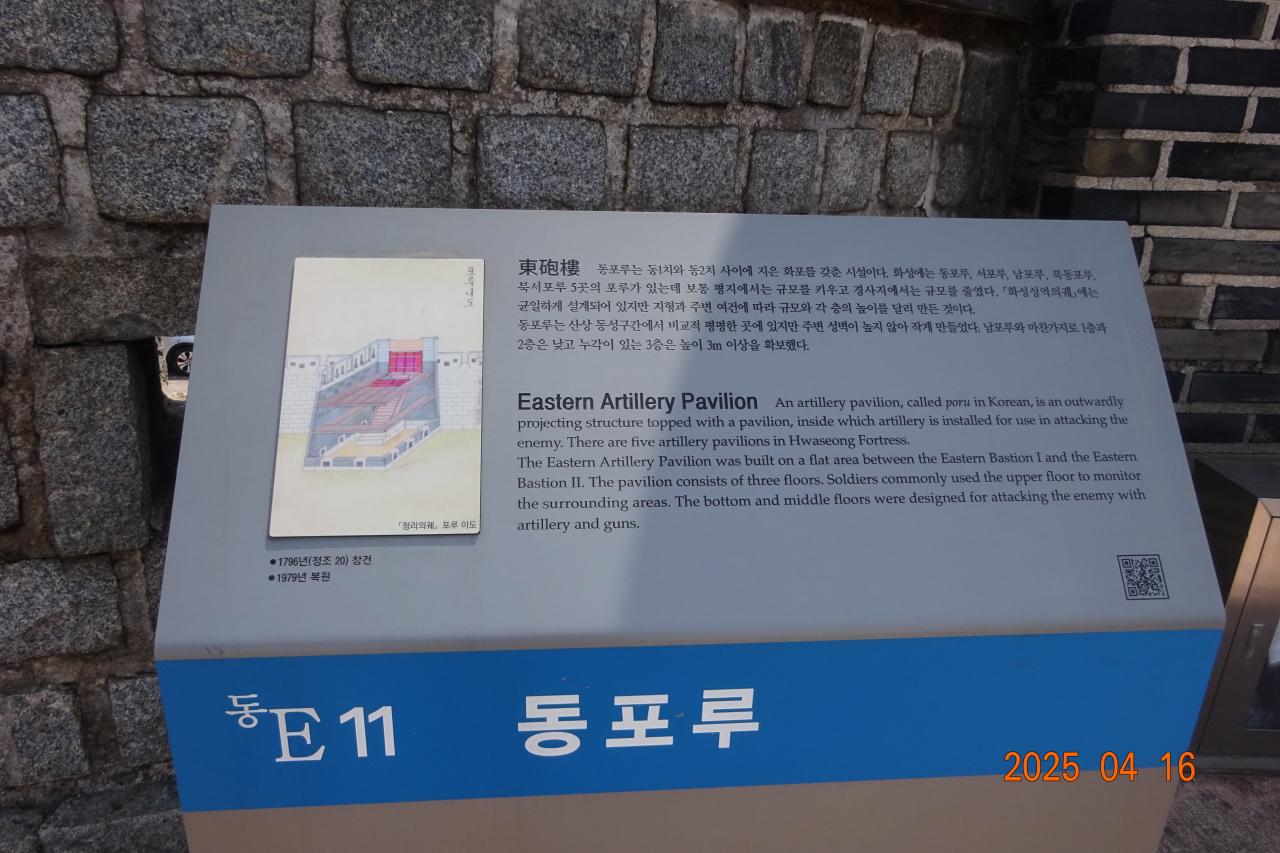 東砲樓 동포루는 동1치와 동2치 사이에 지은 화포를 갖춘 시설이다. 화성에는 동포루, 서포루, 남포루, 북동포루,
북서포루 5곳의 포루가 있는데 보통 평지에서는 규모를 키우고 경사지에서는 규모를 줄였다. 『화성성역의궤』에는
균일하게 설계되어 있지만 지형과 주변 여건에 따라 규모와 각 층의 높이를 달리 만든 것이다.
동포루는 산상 동성구간에서 비교적 평평한 곳에 있지만 주변 성벽이 높지 않아 작게 만들었다. 남포루와 마찬가지로 1층과
2층은 낮고 누각이 있는 3층은 높이 3m 이상을 확보했다.
Eastern Artillery Pavilion An artillery pavilion, called poru in Korean, is an outwardly
projecting structure topped with a pavilion, inside which artillery is installed for use in attacking the
enemy. There are five artillery pavilions in Hwaseong Fortress.
The Eastern Artillery Pavilion was built on a flat area between the Eastern Bastion I and the Eastern
Bastion II. The pavilion consists of three floors. Soldiers commonly used the upper floor to monitor
the surrounding areas. The bottom and middle floors were designed for attacking the enemy with
artillery and guns.
「정리의궤」 포루 이도
●1796년(정조 20) 창건
●1979년 복원
동E11 동포루
2025 04 16